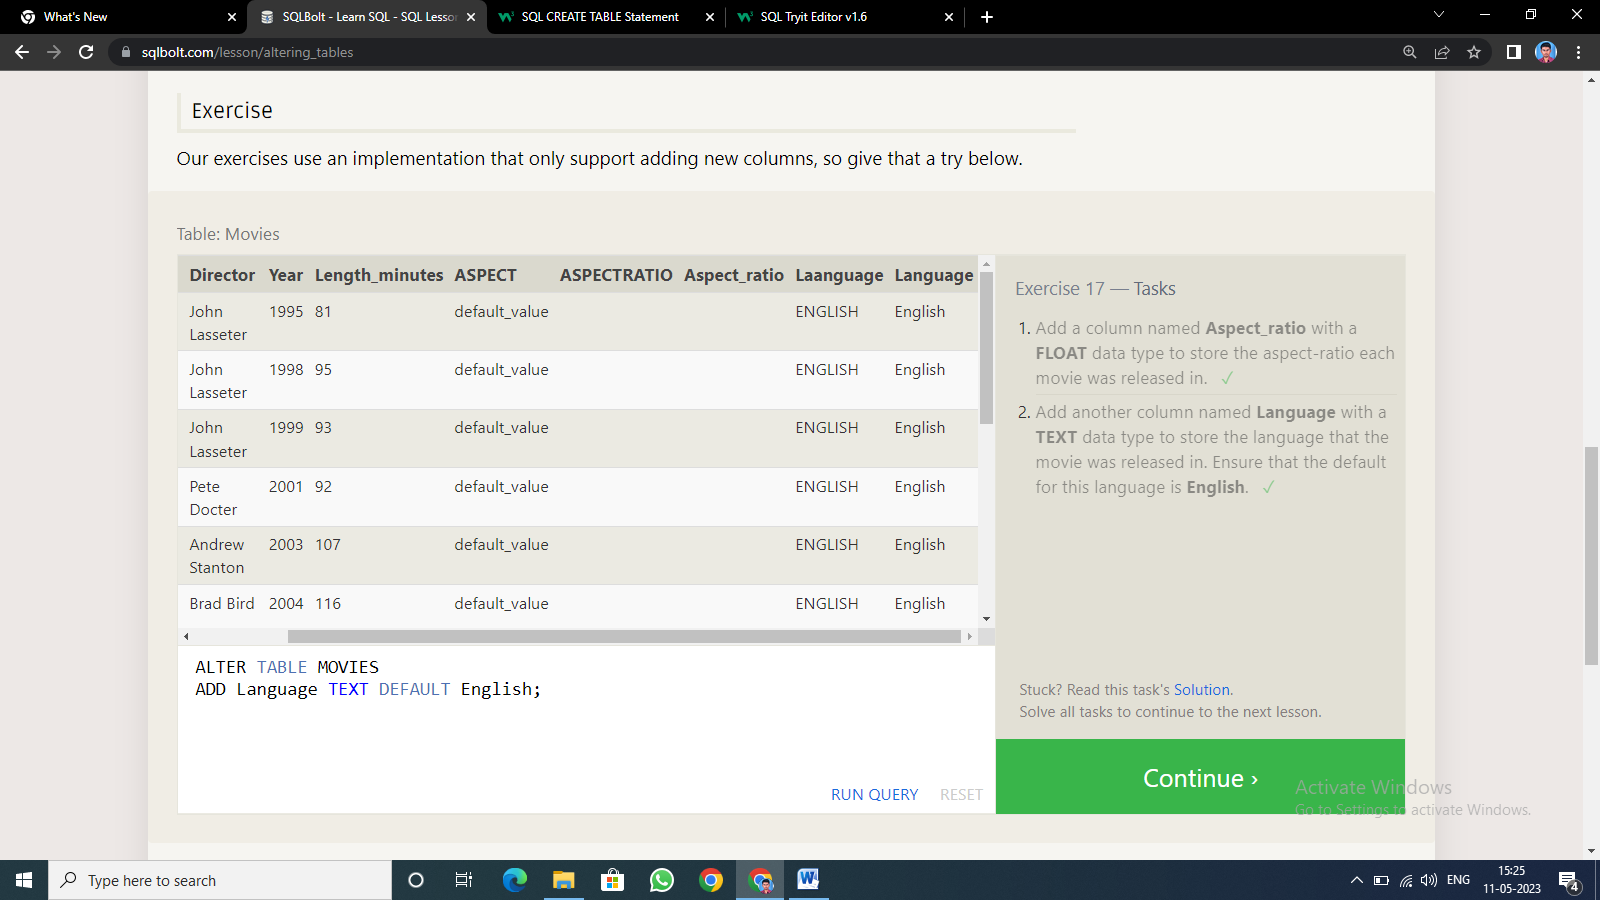 What's New
SQLBolt - Learn SQL - SQL Lesson
SQL CREATE TABLE Statement
SQL Tryit Editor v1.6
sqlbolt.com/lesson/altering_tables
Exercise
Our exercises use an implementation that only support adding new columns, so give that a try below.
Table: Movies
Director Year Length_minutes ASPECT ASPECTRATIO Aspect_ratio Laanguage Language
John Lasseter 1995 81 default_value ENGLISH English
John Lasseter 1998 95 default_value ENGLISH English
John Lasseter 1999 93 default_value ENGLISH English
Pete Docter 2001 92 default_value ENGLISH English
Andrew Stanton 2003 107 default_value ENGLISH English
Brad Bird 2004 116 default_value ENGLISH English
ALTER TABLE MOVIES
ADD Language TEXT DEFAULT English;
RUN QUERY RESET
Exercise 17 — Tasks
1. Add a column named Aspect_ratio with a
FLOAT data type to store the aspect-ratio each
movie was released in. ✓
2. Add another column named Language with a
TEXT data type to store the language that the
movie was released in. Ensure that the default
for this language is English. ✓
Stuck? Read this task's Solution.
Solve all tasks to continue to the next lesson.
Continue ›
Activate Windows
Go to Settings to activate Windows.
Type here to search
ENG
15:25
11-05-2023
4